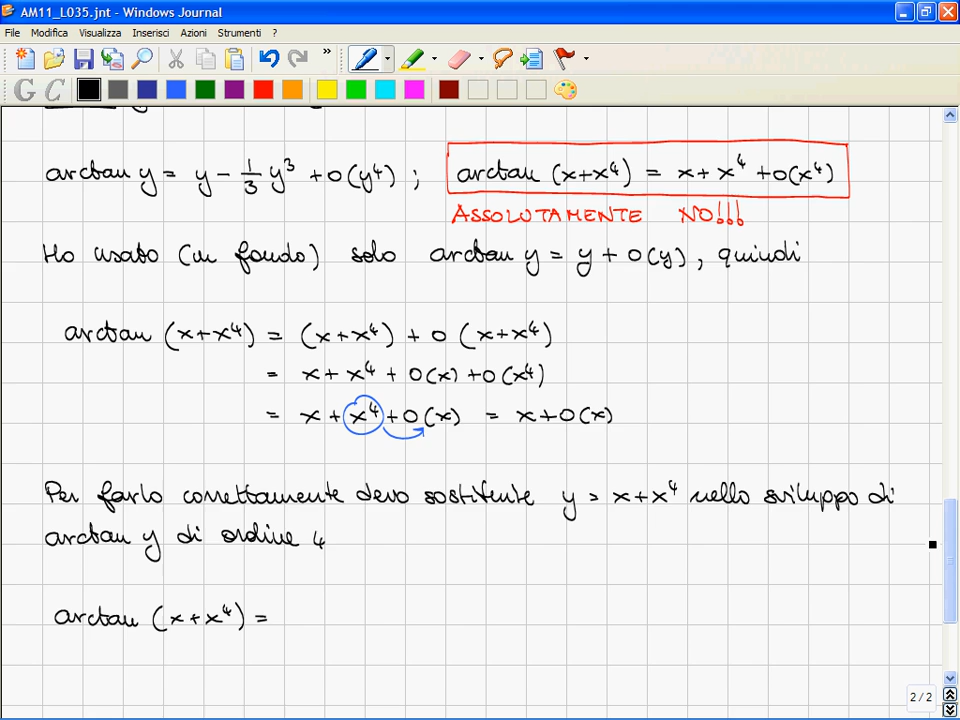 AM11_L035.jnt - Windows Journal
File Modifica Visualizza Inserisci Azioni Strumenti ?
arctan y = y - 1/3 y³ + o(y⁴) ; arctan (x+x⁴) = x + x⁴ + o(x⁴)
ASSOLUTAMENTE NO!!!
Ho usato (in fondo) solo arctan y = y + o(y), quindi
arctan (x+x⁴) = (x+x⁴) + o (x+x⁴)
= x + x⁴ + o(x) + o(x⁴)
= x + x⁴ + o(x) = x + o(x)
Per farlo correttamente devo sostituire y = x+x⁴ nello sviluppo di
arctan y di ordine 4
arctan (x+x⁴) =
2 / 2